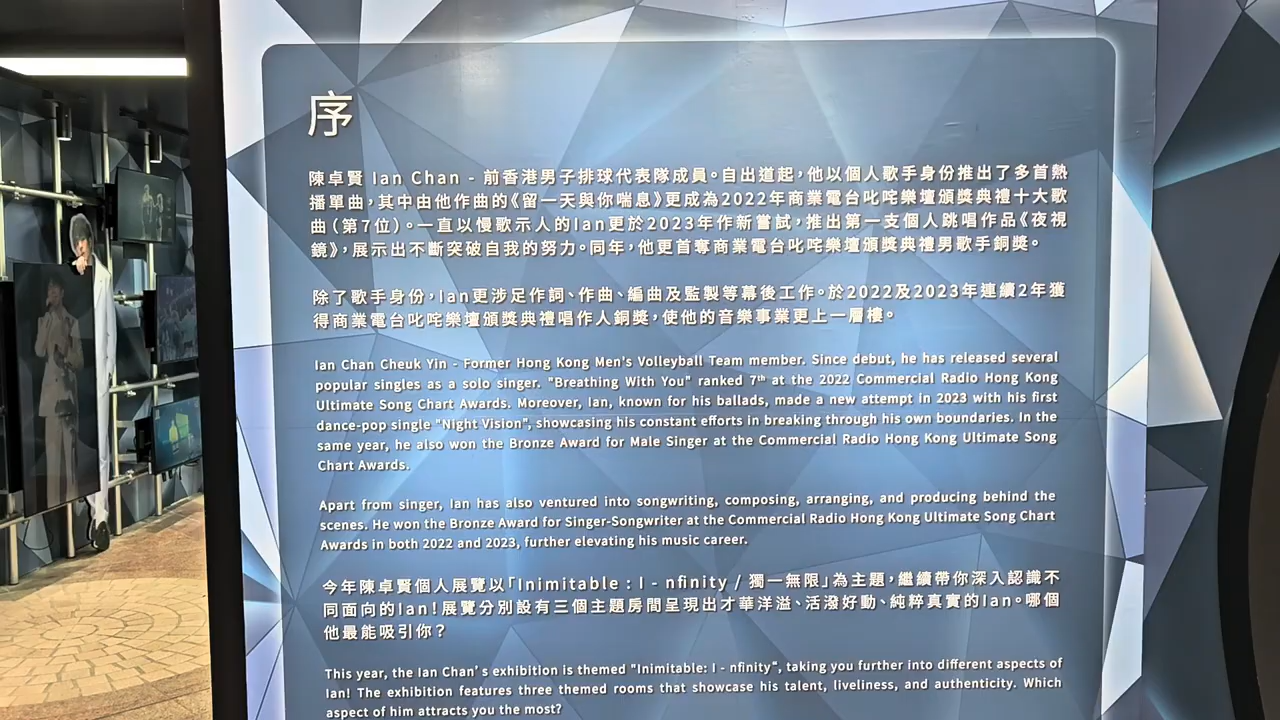 序
陳卓賢 Ian Chan - 前香港男子排球代表隊成員。自出道起,他以個人歌手身份推出了多首熱
播單曲,其中由他作曲的《留一天與你喘息》更成為2022年商業電台叱咤樂壇頒獎典禮十大歌
曲(第7位)。一直以慢歌示人的Ian更於2023年作新嘗試,推出第一支個人跳唱作品《夜視
鏡》,展示出不斷突破自我的努力。同年,他更首奪商業電台叱咤樂壇頒獎典禮男歌手銅獎。
除了歌手身份,Ian更涉足作詞、作曲、編曲及監製等幕後工作。於2022及2023年連續2年獲
得商業電台叱咤樂壇頒獎典禮唱作人銅獎,使他的音樂事業更上一層樓。
Ian Chan Cheuk Yin - Former Hong Kong Men's Volleyball Team member. Since debut, he has released several
popular singles as a solo singer. "Breathing With You" ranked 7th at the 2022 Commercial Radio Hong Kong
Ultimate Song Chart Awards. Moreover, Ian, known for his ballads, made a new attempt in 2023 with his first
dance-pop single "Night Vision", showcasing his constant efforts in breaking through his own boundaries. In the
same year, he also won the Bronze Award for Male Singer at the Commercial Radio Hong Kong Ultimate Song
Chart Awards.
Apart from singer, Ian has also ventured into songwriting, composing, arranging, and producing behind the
scenes. He won the Bronze Award for Singer-Songwriter at the Commercial Radio Hong Kong Ultimate Song Chart
Awards in both 2022 and 2023, further elevating his music career.
今年陳卓賢個人展覽以「Inimitable : I - nfinity / 獨一無限」為主題,繼續帶你深入認識不
同面向的Ian!展覽分別設有三個主題房間呈現出才華洋溢、活潑好動、純粹真實的Ian。哪個
他最能吸引你?
This year, the Ian Chan's exhibition is themed "Inimitable: I - nfinity", taking you further into different aspects of
Ian! The exhibition features three themed rooms that showcase his talent, liveliness, and authenticity. Which
aspect of him attracts you the most?